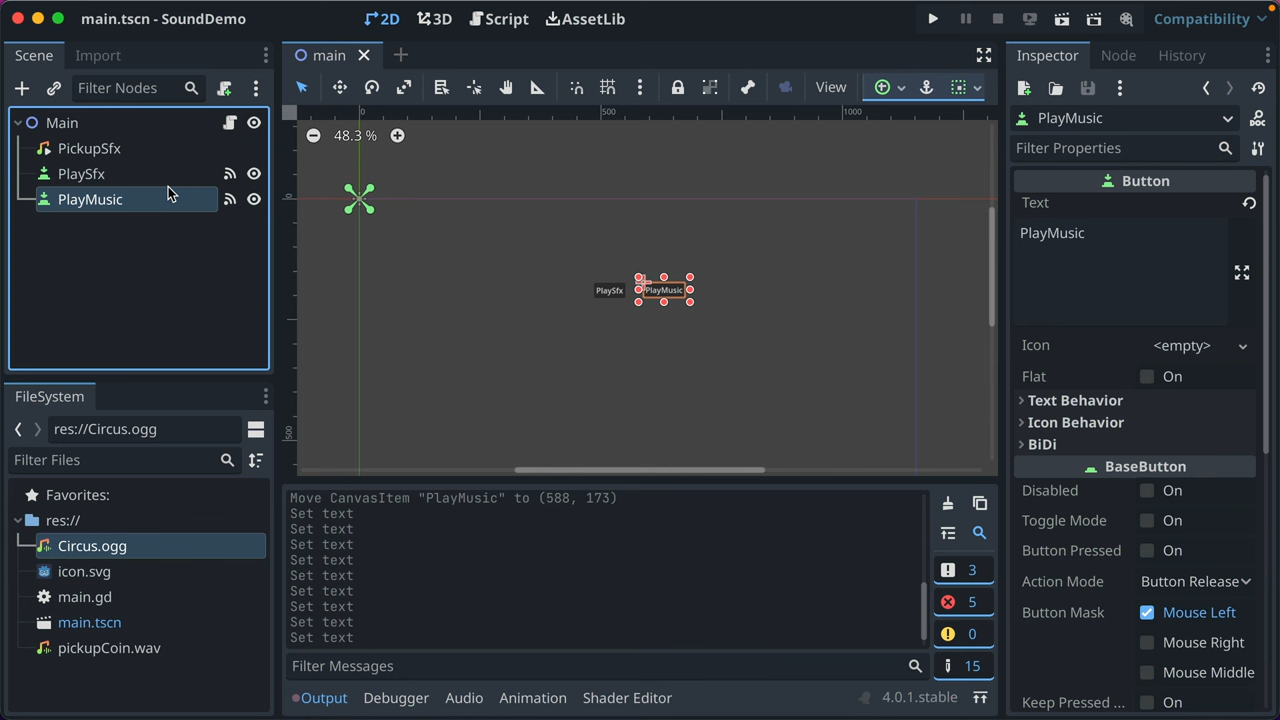 main.tscn - SoundDemo
2D
3D
Script
AssetLib
Compatibility
Scene
Import
Filter Nodes
Main
PickupSfx
PlaySfx
PlayMusic
FileSystem
res://Circus.ogg
Filter Files
Favorites:
res://
Circus.ogg
icon.svg
main.gd
main.tscn
pickupCoin.wav
main
View
0
500
1000
0
500
48.3 %
PlaySfx
PlayMusic
Move CanvasItem "PlayMusic" to (588, 173)
Set text
Set text
Set text
Set text
Set text
Set text
Set text
Set text
Set text
3
5
0
15
Filter Messages
Output
Debugger
Audio
Animation
Shader Editor
4.0.1.stable
Inspector
Node
History
PlayMusic
Filter Properties
Button
Text
PlayMusic
Icon
<empty>
Flat
On
Text Behavior
Icon Behavior
BiDi
BaseButton
Disabled
On
Toggle Mode
On
Button Pressed
On
Action Mode
Button Release
Button Mask
Mouse Left
Mouse Right
Mouse Middle
Keep Pressed ...
On